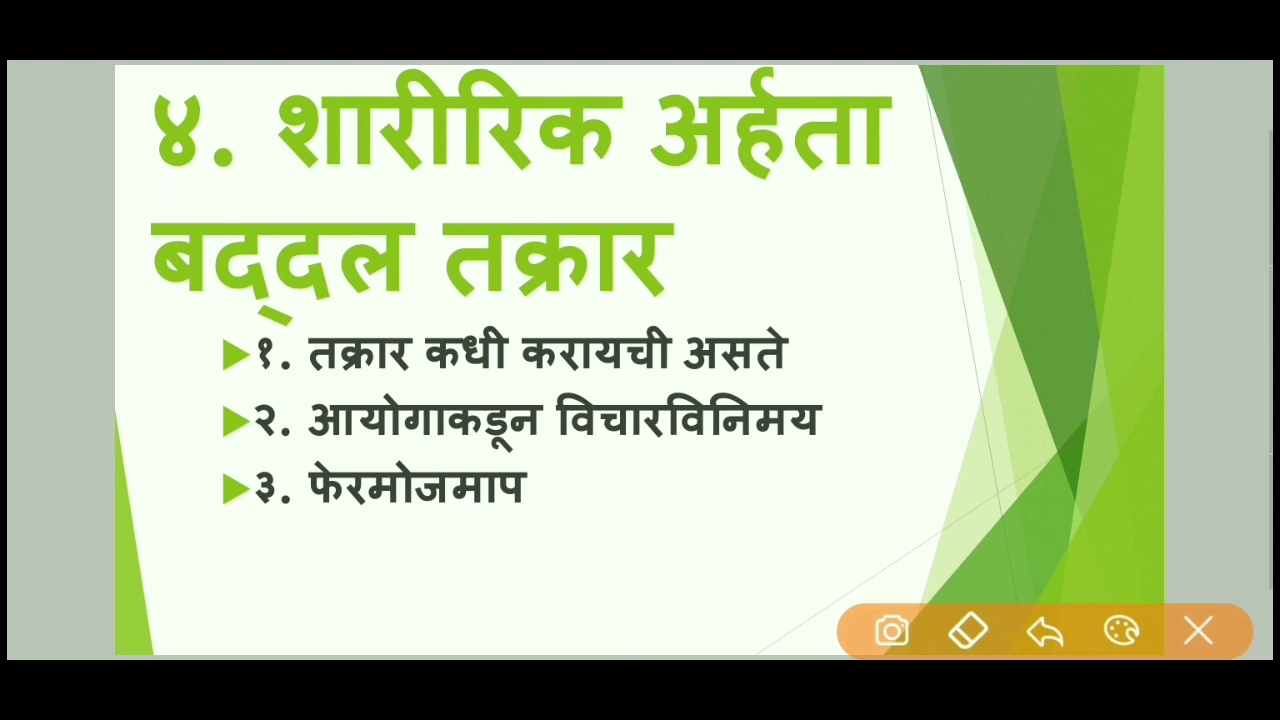 ४. शारीरिक अर्हता
बद्दल तक्रार
१. तक्रार कधी करायची असते
२. आयोगाकडून विचारविनिमय
३. फेरमोजमाप